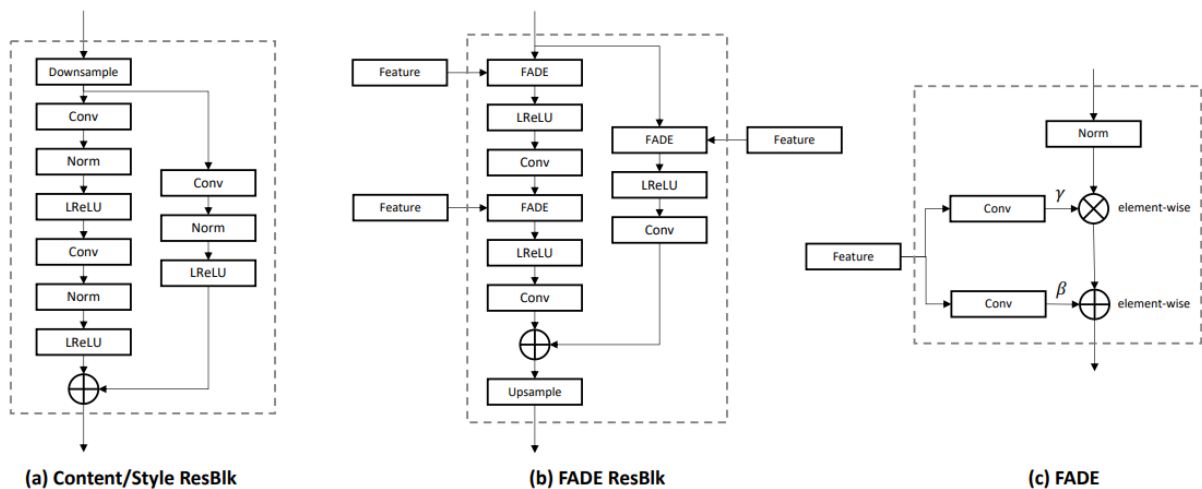 Downsample
Conv
Norm
LReLU
Conv
Norm
LReLU
Conv
Norm
LReLU
(a) Content/Style ResBlk
Feature
FADE
LReLU
Conv
Feature
FADE
LReLU
Conv
FADE
Feature
LReLU
Conv
Upsample
(b) FADE ResBlk
Norm
Feature
Conv
γ
element-wise
Conv
β
element-wise
(c) FADE